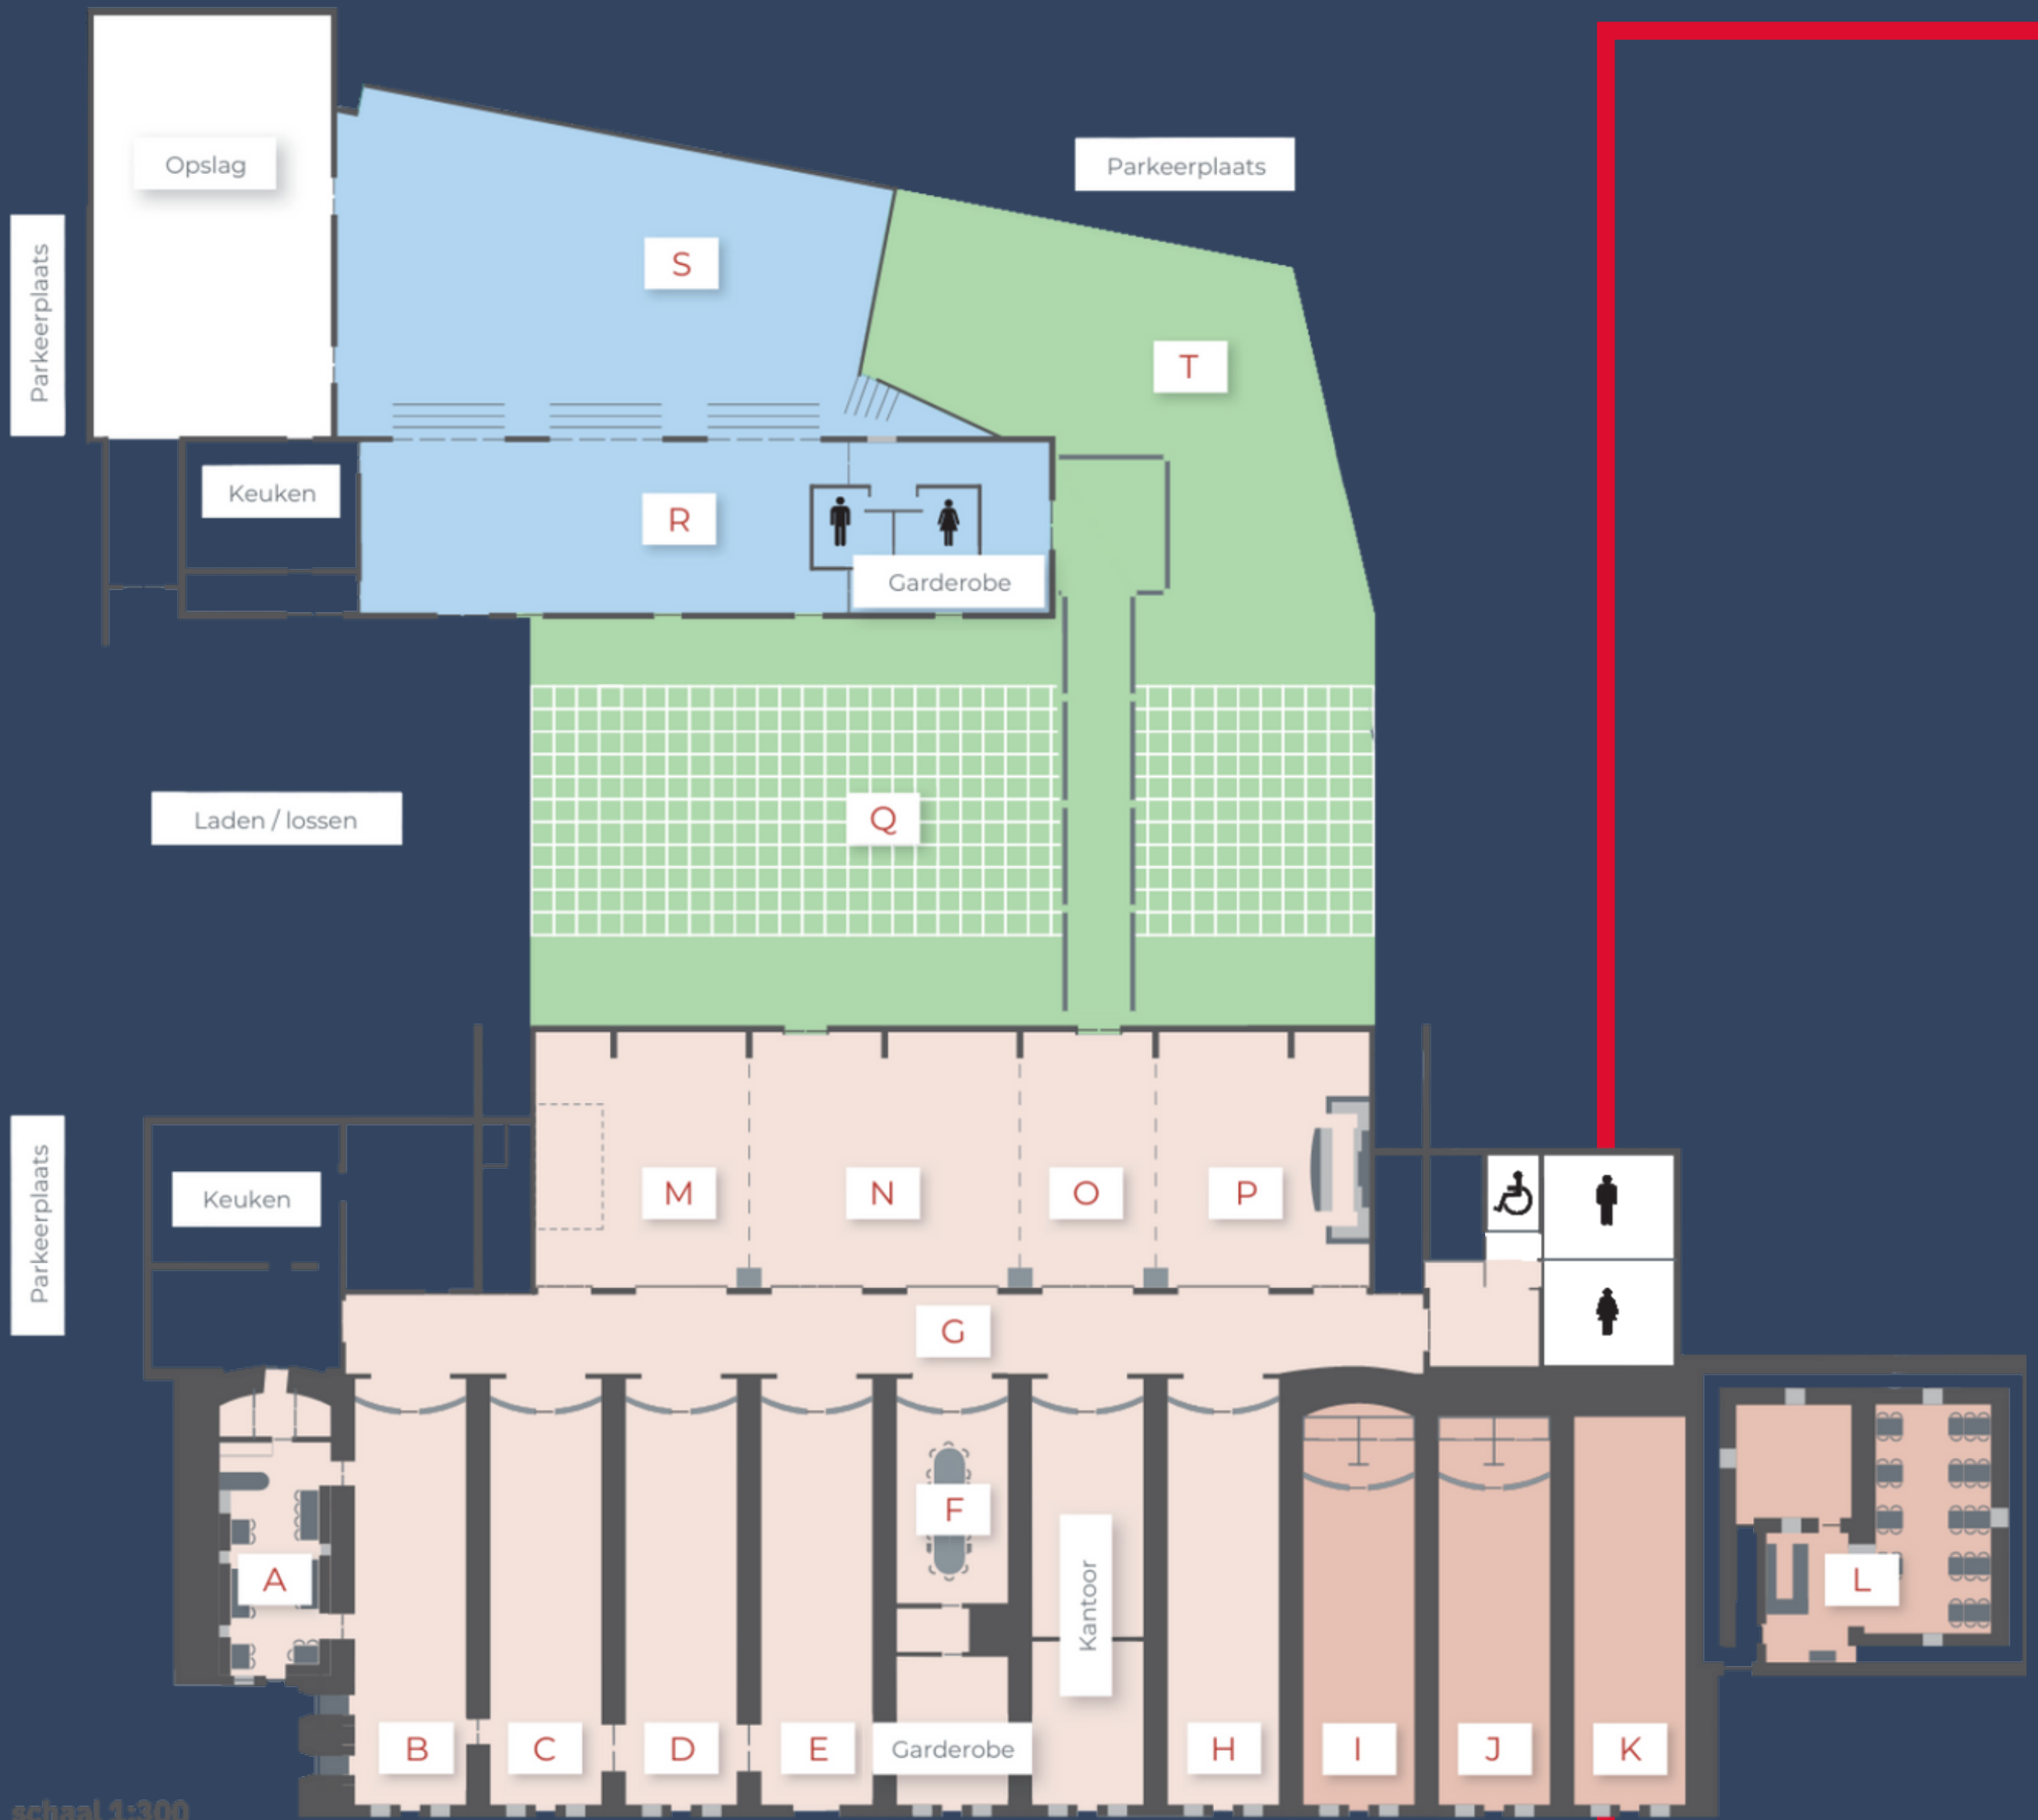 Opslag
Parkeerplaats
Parkeerplaats
S
T
Keuken
R
Garderobe
Laden / lossen
Q
Parkeerplaats
Keuken
M
N
O
P
G
F
Kantoor
A
L
B
C
D
E
Garderobe
H
I
J
K
schaal 1:300